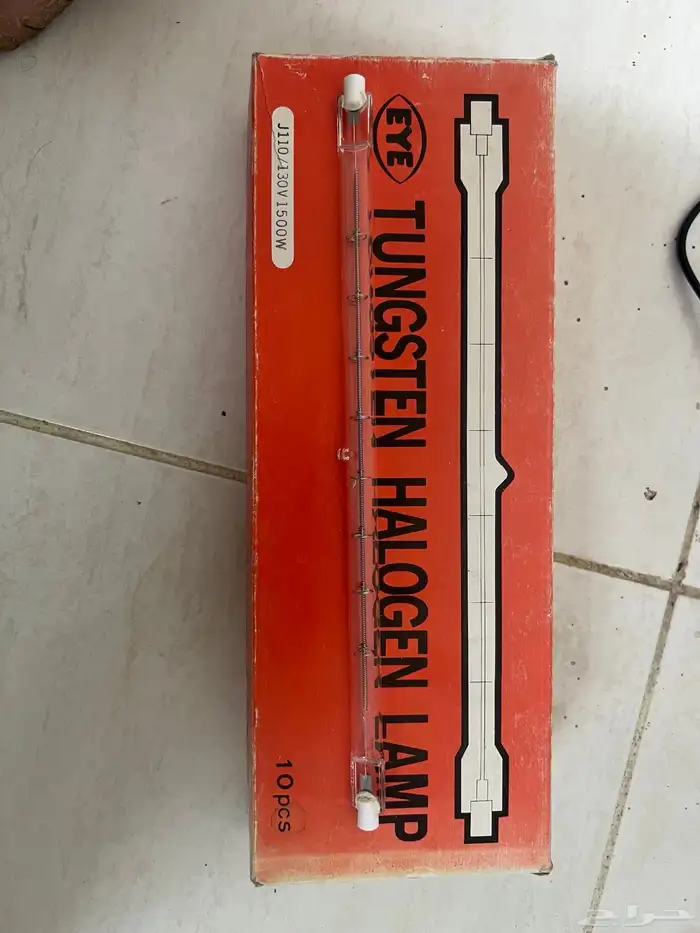 EYE
TUNGSTEN HALOGEN LAMP
J110/130V 1500W
10pcs
حراج